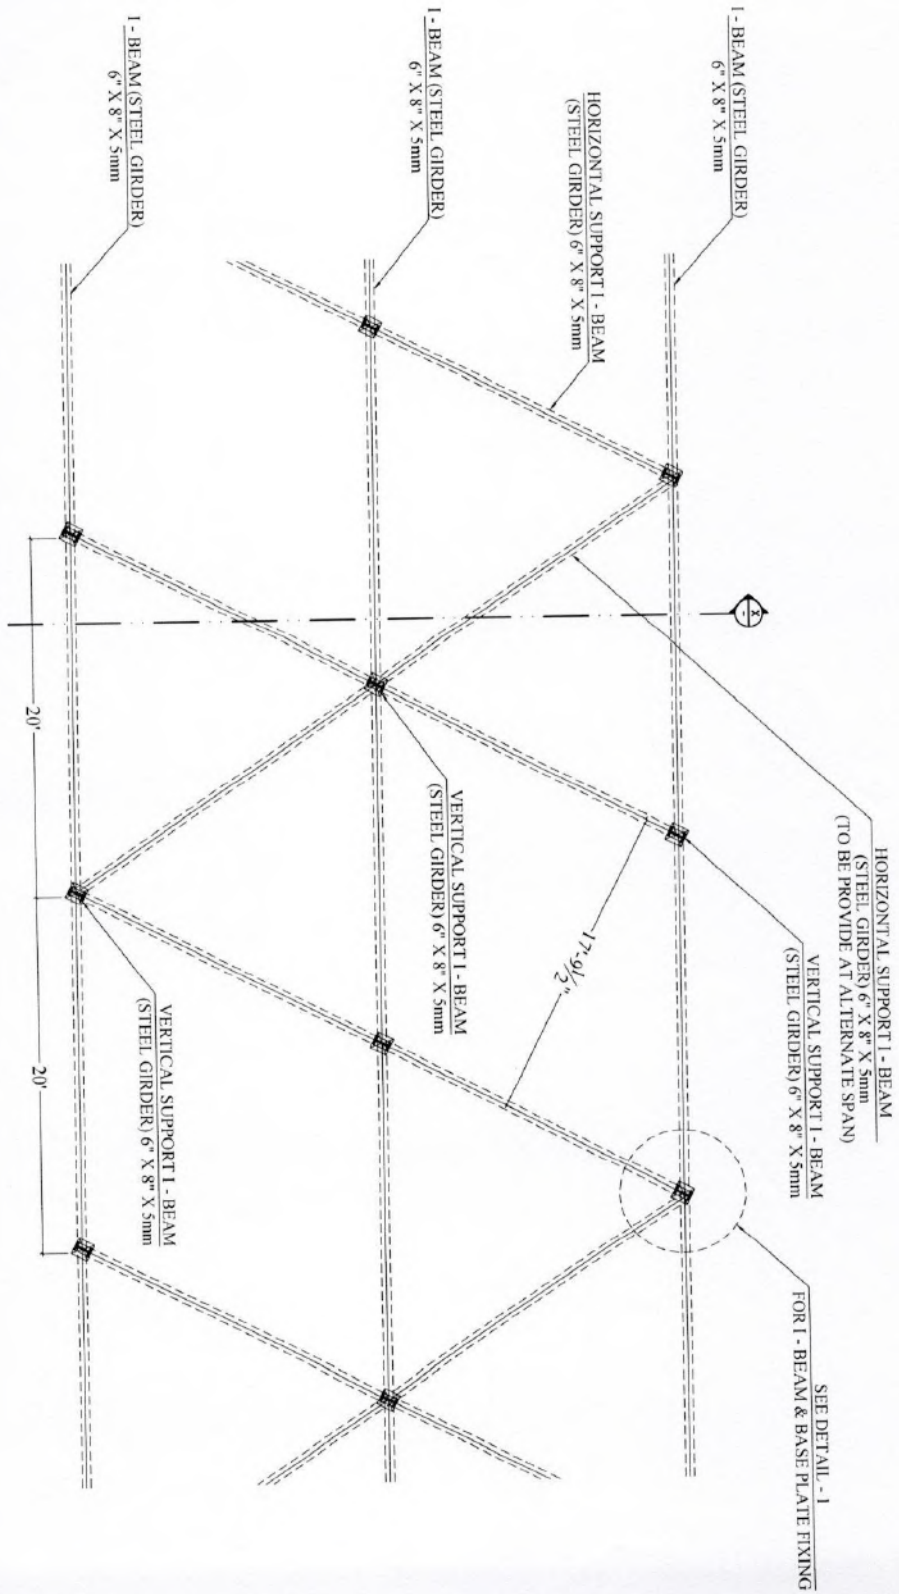 HORIZONTAL SUPPORT I - BEAM
(STEEL GIRDER) 6" X 8" X 5mm
(TO BE PROVIDE AT ALTERNATE SPAN)
VERTICAL SUPPORT I - BEAM
(STEEL GIRDER) 6" X 8" X 5mm
SEE DETAIL - 1
FOR I - BEAM & BASE PLATE FIXING
I - BEAM (STEEL GIRDER)
6" X 8" X 5mm
X
-
HORIZONTAL SUPPORT I - BEAM
(STEEL GIRDER) 6" X 8" X 5mm
17'-9½"
I - BEAM (STEEL GIRDER)
6" X 8" X 5mm
VERTICAL SUPPORT I - BEAM
(STEEL GIRDER) 6" X 8" X 5mm
I - BEAM (STEEL GIRDER)
6" X 8" X 5mm
VERTICAL SUPPORT I - BEAM
(STEEL GIRDER) 6" X 8" X 5mm
20'
20'